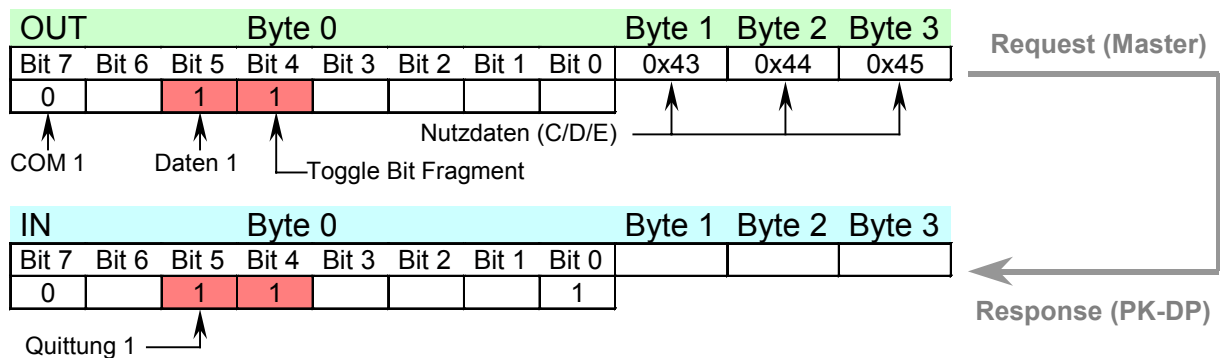 OUT Byte 0 Byte 1 Byte 2 Byte 3
Request (Master)
Bit 7 Bit 6 Bit 5 Bit 4 Bit 3 Bit 2 Bit 1 Bit 0 0x43 0x44 0x45
0 1 1
Nutzdaten (C/D/E)
COM 1 Daten 1 Toggle Bit Fragment
IN Byte 0 Byte 1 Byte 2 Byte 3
Bit 7 Bit 6 Bit 5 Bit 4 Bit 3 Bit 2 Bit 1 Bit 0
0 1 1 1
Response (PK-DP)
Quittung 1